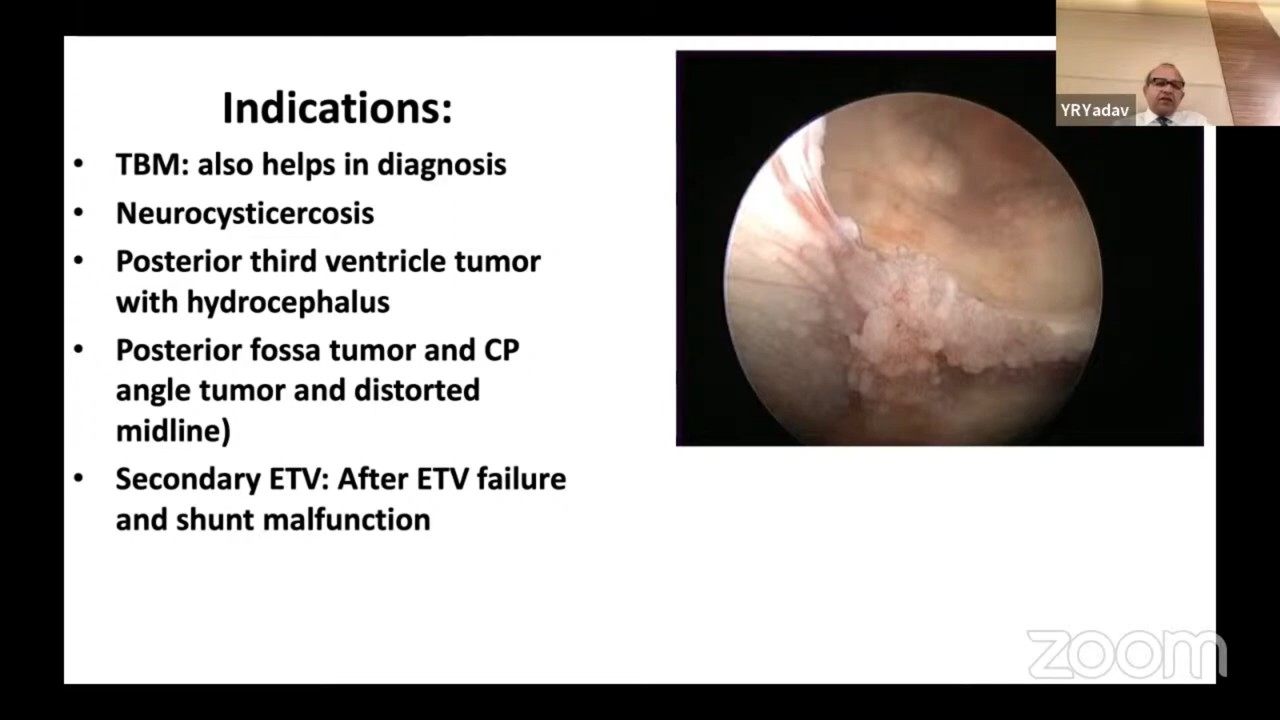 Indications:
• TBM: also helps in diagnosis
• Neurocysticercosis
• Posterior third ventricle tumor
with hydrocephalus
• Posterior fossa tumor and CP
angle tumor and distorted
midline)
• Secondary ETV: After ETV failure
and shunt malfunction
YRYadav
zoom